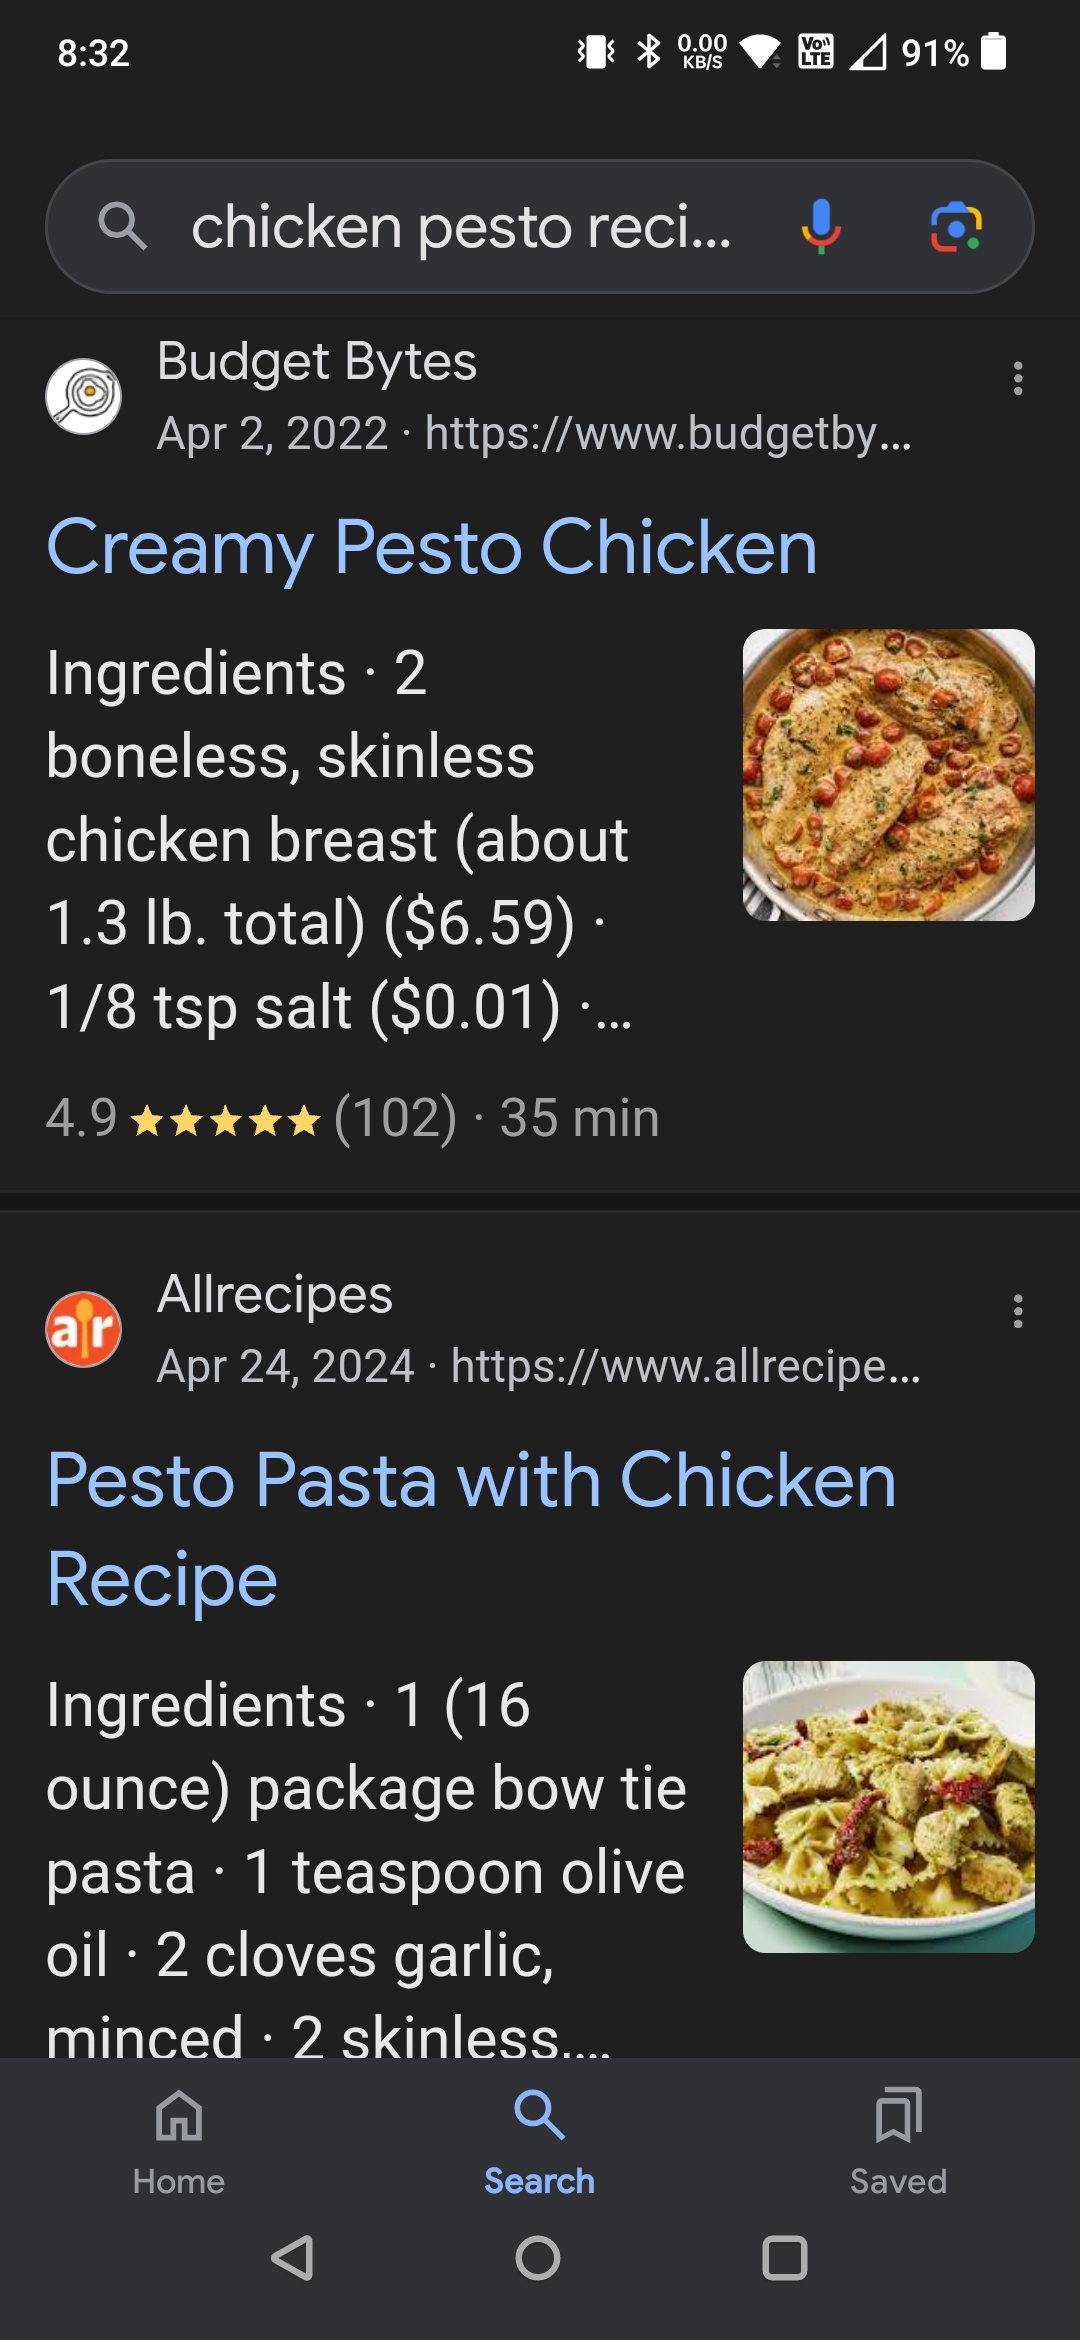 8:32
0.00
KB/S
Vo))
LTE
91%
chicken pesto reci...
Budget Bytes
Apr 2, 2022 · https://www.budgetby...
Creamy Pesto Chicken
Ingredients · 2
boneless, skinless
chicken breast (about
1.3 lb. total) ($6.59) ·
1/8 tsp salt ($0.01) ·...
4.9 ★★★★★ (102) · 35 min
Allrecipes
ar
Apr 24, 2024 · https://www.allrecipe...
Pesto Pasta with Chicken
Recipe
Ingredients · 1 (16
ounce) package bow tie
pasta · 1 teaspoon olive
oil · 2 cloves garlic,
minced · 2 skinless,...
Home
Search
Saved